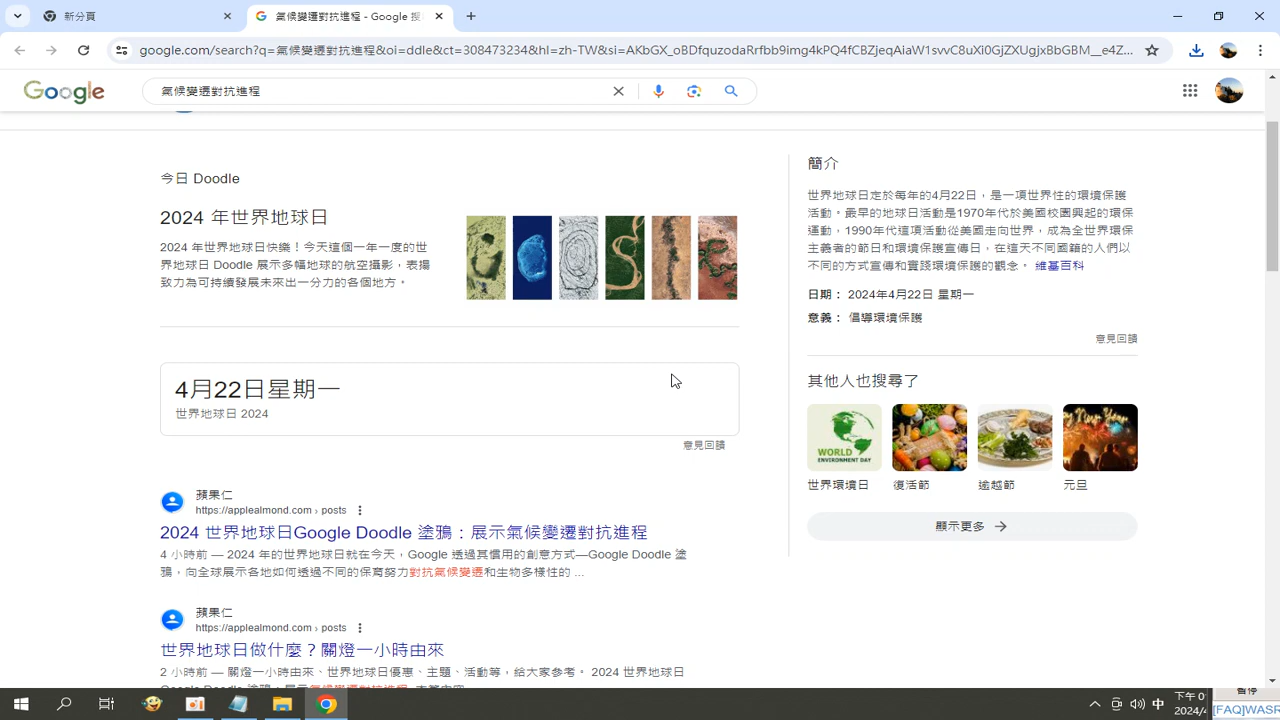 新分頁
氣候變遷對抗進程 - Google 搜
google.com/search?q=氣候變遷對抗進程&oi=ddle&ct=308473234&hl=zh-TW&si=AKbGX_oBDfquzodaRrfbb9img4kPQ4fCBZjeqAiaW1svvC8uXi0GjZXUgjxBbGBM__e4Z...
Google
氣候變遷對抗進程
今日 Doodle
2024 年世界地球日
2024 年世界地球日快樂！今天這個一年一度的世
界地球日 Doodle 展示多幅地球的航空攝影，表揚
致力為可持續發展未來出一分力的各個地方。
4月22日星期一
世界地球日 2024
意見回饋
蘋果仁
https://applealmond.com › posts
2024 世界地球日Google Doodle 塗鴉：展示氣候變遷對抗進程
4 小時前 — 2024 年的世界地球日就在今天，Google 透過其慣用的創意方式—Google Doodle 塗
鴉，向全球展示各地如何透過不同的保育努力對抗氣候變遷和生物多樣性的 ...
蘋果仁
https://applealmond.com › posts
世界地球日做什麼？關燈一小時由來
2 小時前 — 關燈一小時由來、世界地球日優惠、主題、活動等，給大家參考。 2024 世界地球日
簡介
世界地球日定於每年的4月22日，是一項世界性的環境保護
活動。最早的地球日活動是1970年代於美國校園興起的環保
運動，1990年代這項活動從美國走向世界，成為全世界環保
主義者的節日和環境保護宣傳日，在這天不同國籍的人們以
不同的方式宣傳和實踐環境保護的觀念。 維基百科
日期： 2024年4月22日 星期一
意義： 倡導環境保護
意見回饋
其他人也搜尋了
WORLD
ENVIRONMENT DAY
世界環境日
復活節
逾越節
元旦
顯示更多
中
下午 0
2024/
暫停
[FAQ]WASR